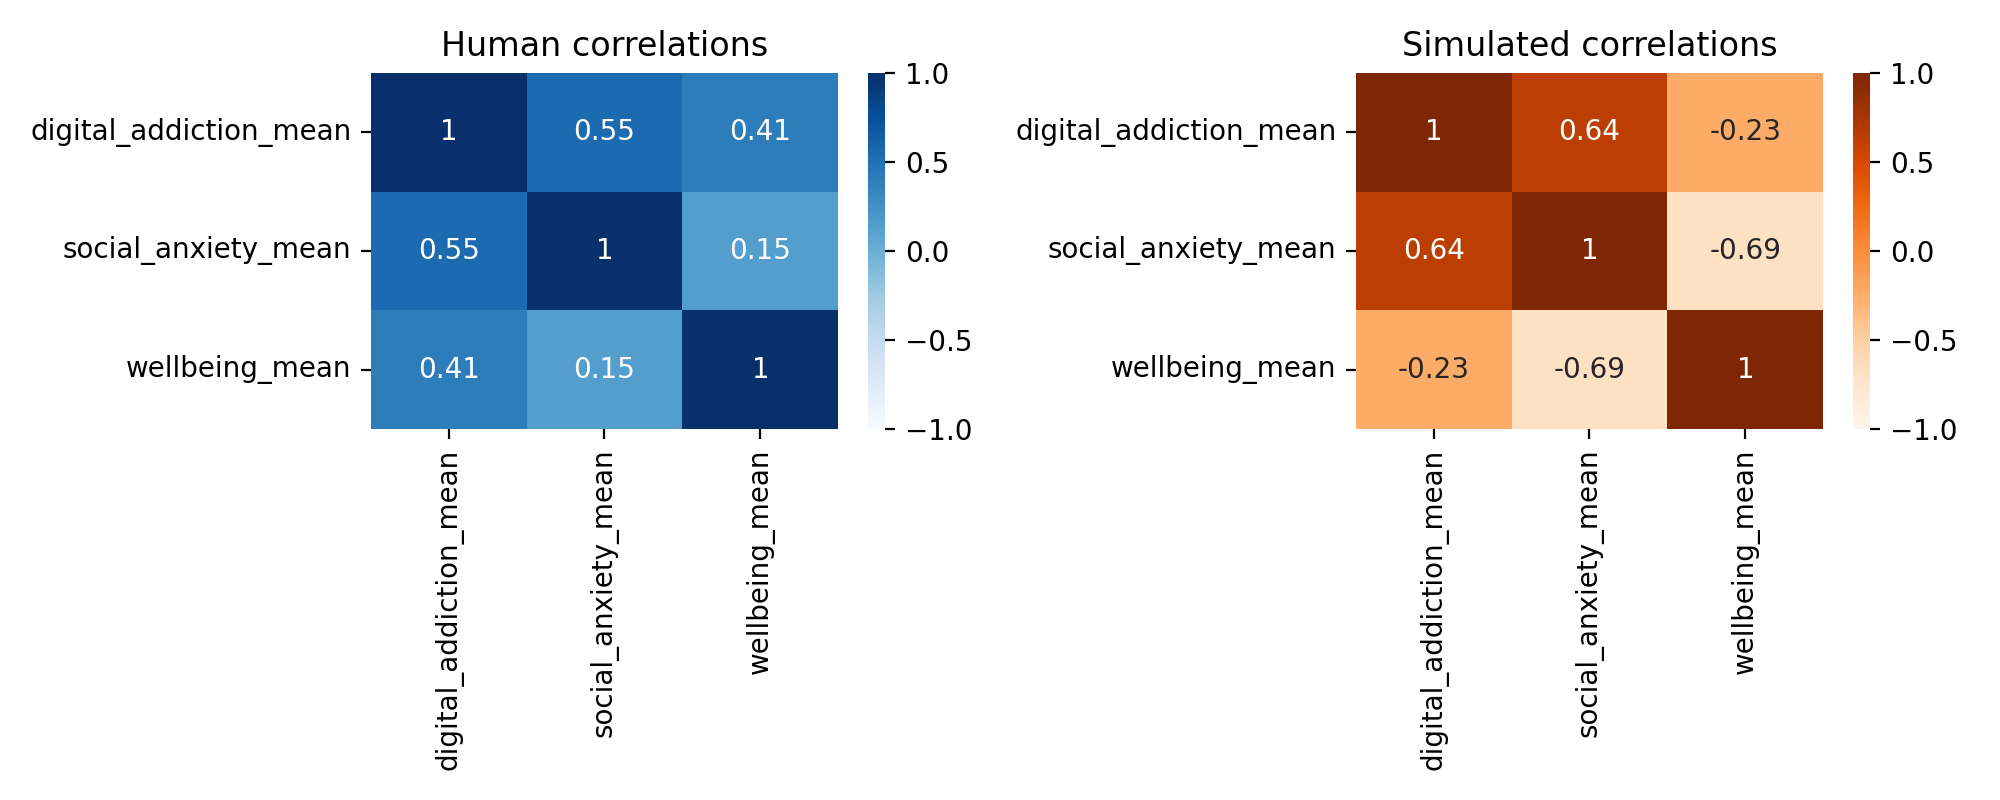 Human correlations
digital_addiction_mean
social_anxiety_mean
wellbeing_mean
1 0.55 0.41
0.55 1 0.15
0.41 0.15 1
digital_addiction_mean
social_anxiety_mean
wellbeing_mean
1.0
0.5
0.0
−0.5
−1.0
Simulated correlations
digital_addiction_mean
social_anxiety_mean
wellbeing_mean
1 0.64 -0.23
0.64 1 -0.69
-0.23 -0.69 1
digital_addiction_mean
social_anxiety_mean
wellbeing_mean
1.0
0.5
0.0
−0.5
−1.0